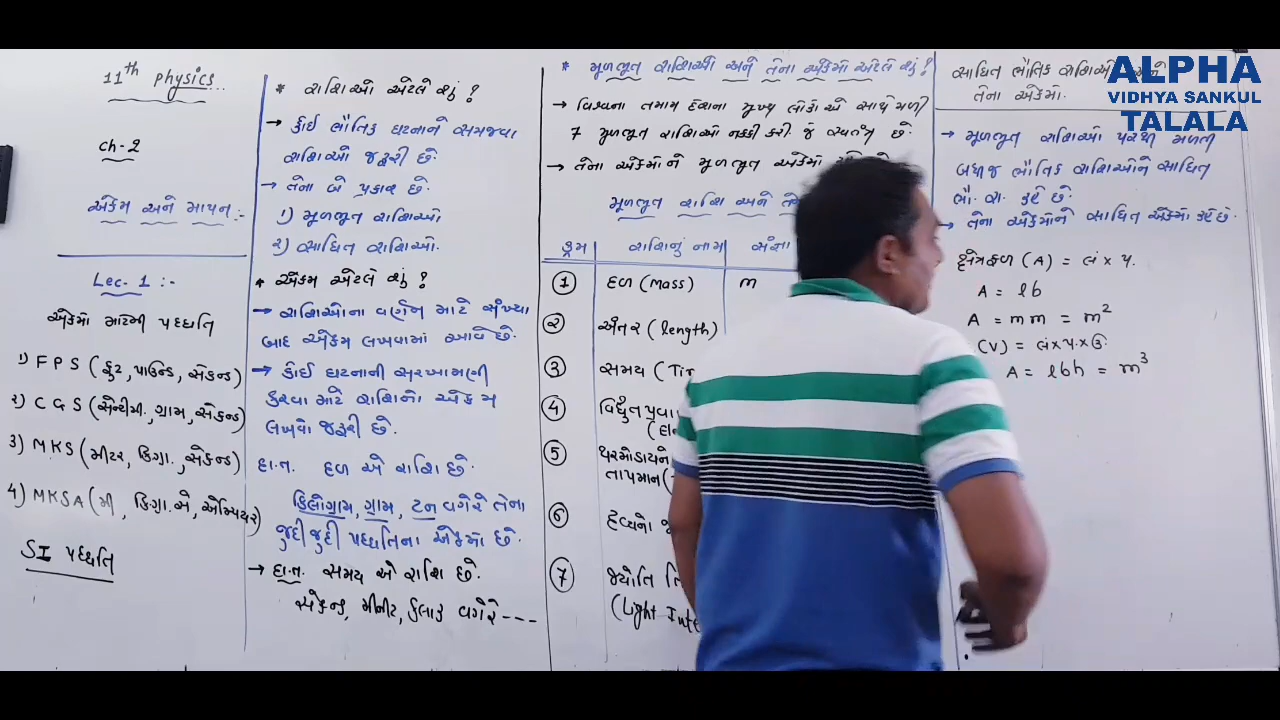 11th physics...
ch-2
એકમ અને માપન :-
Lec. 1 :-
એકમો માટેની પદ્ધતિ
1) FPS (ફુટ, પાઉન્ડ, સેકન્ડ)
2) CGS (સેન્ટીમી., ગ્રામ, સેકન્ડ)
3) MKS (મીટર, કિગ્રા., સેકન્ડ)
4) MKSA (મી, કિ.ગ્રા. સે, એમ્પિયર)
SI પદ્ધતિ
* રાશિઓ એટલે શું ?
→ કોઈ ભૌતિક ઘટનાને સમજવા
રાશિઓ જરૂરી છે.
→ તેના બે પ્રકાર છે.
૧) મૂળભૂત રાશિઓ
૨) સાધિત રાશિઓ.
* એકમ એટલે શું ?
→ રાશિઓના વર્ણન માટે સંખ્યા
બાદ એકમ લખવામાં આવે છે.
→ કોઈ ઘટનાની સરખામણી
કરવા માટે રાશિનો એકમ
લખવો જરૂરી છે.
દા.ત. દળ એ રાશિ છે.
કિલોગ્રામ, ગ્રામ, ટન વગેરે તેના
જુદી જુદી પદ્ધતિના એકમો છે.
→ દા.ત. સમય એ રાશિ છે.
સેકન્ડ, મીનીટ, કલાક વગેરે ----
* મૂળભૂત રાશિઓ અને તેના એકમો એટલે શું ?
→ વિશ્વના તમામ દેશના મુખ્ય લોકો એ સાથે મળી
7 મૂળભૂત રાશિઓ નક્કી કરી જે સ્વતંત્ર છે.
→ તેના એકમોને મૂળભૂત એકમો
મૂળભૂત રાશિ અને
ક્રમ રાશિનું નામ સંજ્ઞા
1 દળ (Mass) m
2 અંતર (length)
3 સમય
4 વિદ્યુત
5 થરમોડાયને
તાપમાન
6
7 જ્યોતિ
(Light
સાધિત ભૌતિક
તેના એકમો.
→ મૂળભૂત રાશિઓ પરથી મળતી
બધીજ ભૌતિક રાશિઓને સાધિત
ભૌ. રા. કહે છે.
→ તેના એકમોને સાધિત એકમો કહે છે.
ક્ષેત્રફળ (A) = લં × પ.
A = lb
A = mm = m²
(V) = લં×પ.×ઉ.
A = lbh = m³
ALPHA
VIDHYA SANKUL
TALALA